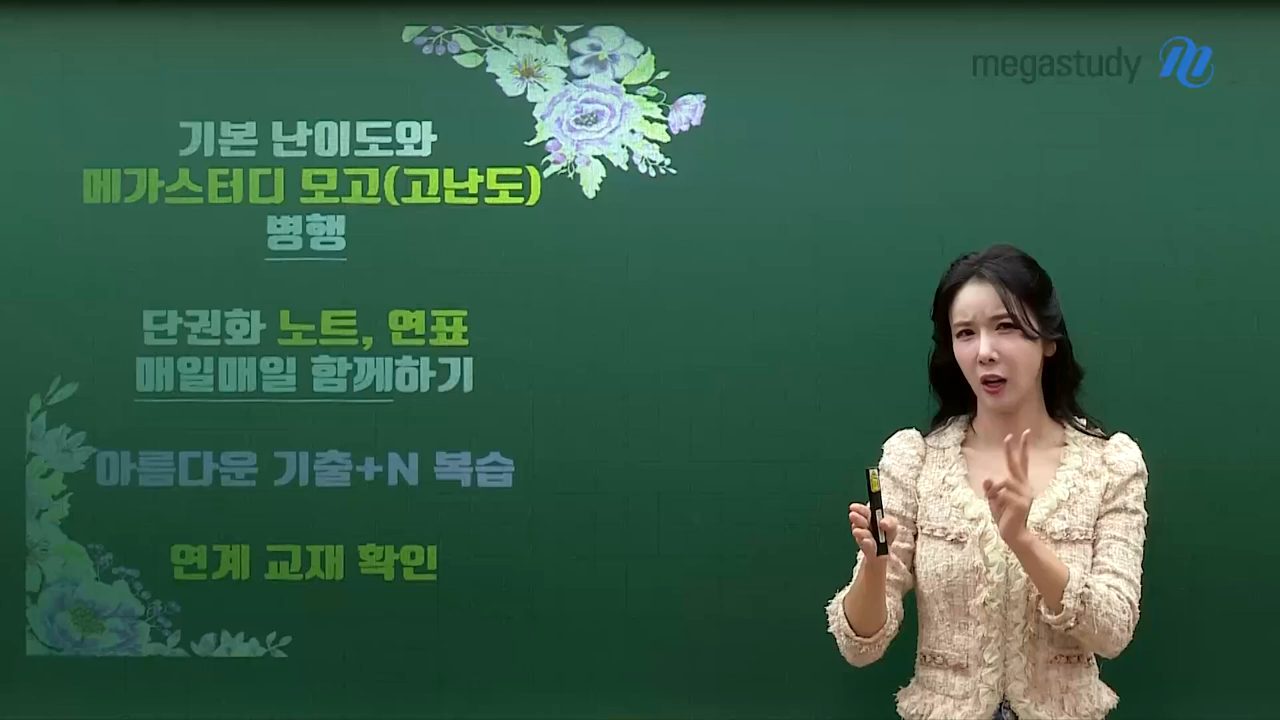 megastudy
기본 난이도와
메가스터디 모고(고난도)
병행
단권화 노트, 연표
매일매일 함께하기
아름다운 기출+N 복습
연계 교재 확인